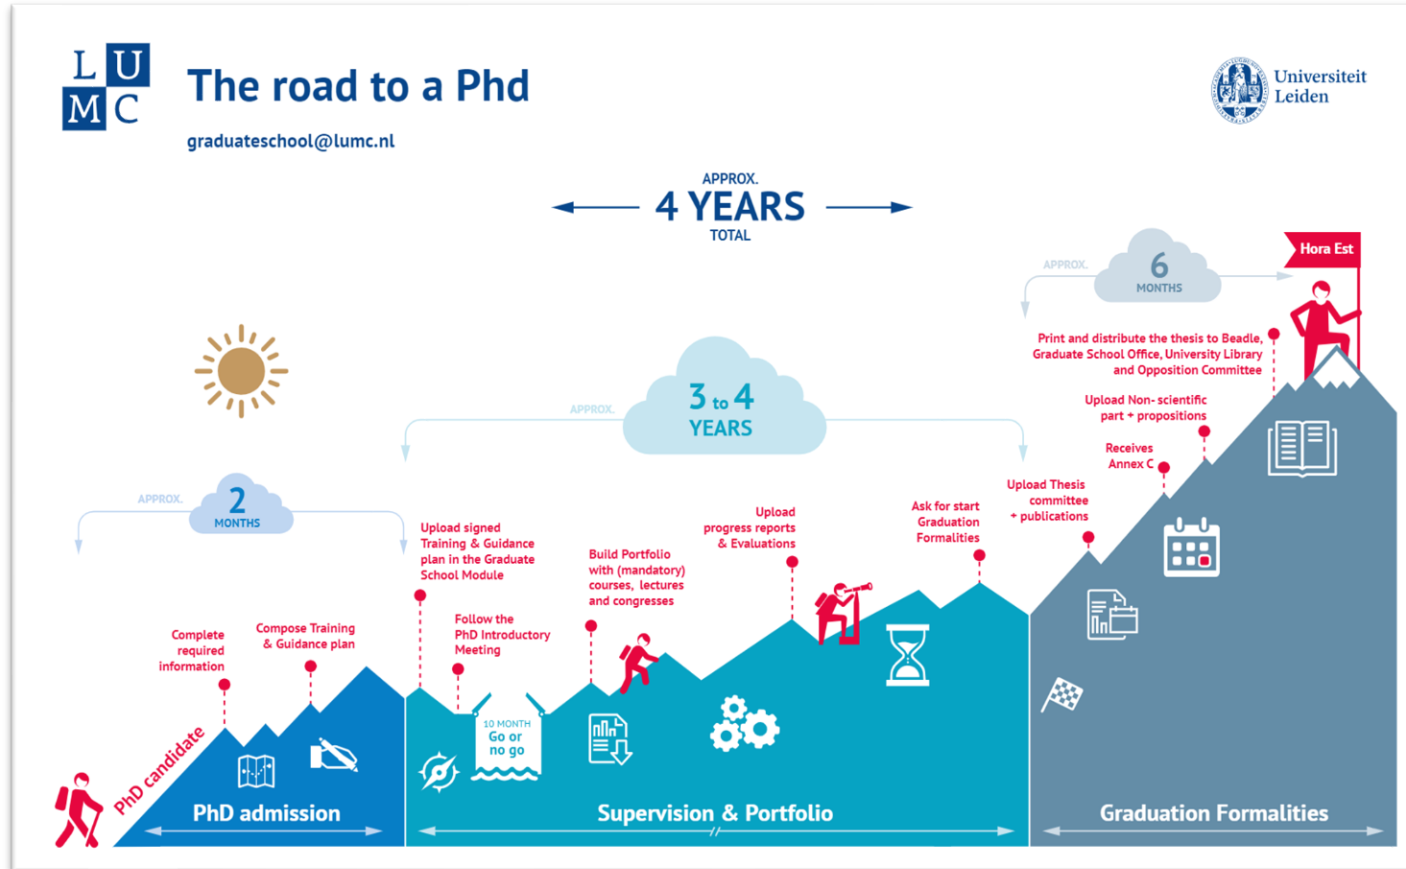 L U
M C
The road to a Phd
graduateschool@lumc.nl
Universiteit
Leiden
APPROX.
4 YEARS
TOTAL
APPROX.
6
MONTHS
Hora Est
Print and distribute the thesis to Beadle,
Graduate School Office, University Library
and Opposition Committee
APPROX.
3 to 4
YEARS
Upload Non- scientific
part + propositions
Receives
Annex C
Upload Thesis
committee
+ publications
APPROX.
2
MONTHS
Upload signed
Training & Guidance
plan in the Graduate
School Module
Upload
progress reports
& Evaluations
Ask for start
Graduation
Formalities
Build Portfolio
with (mandatory)
courses, lectures
and congresses
Follow the
PhD Introductory
Meeting
Complete
required
information
Compose Training
& Guidance plan
10 MONTH
Go or
no go
PhD candidate
PhD admission
Supervision & Portfolio
Graduation Formalities